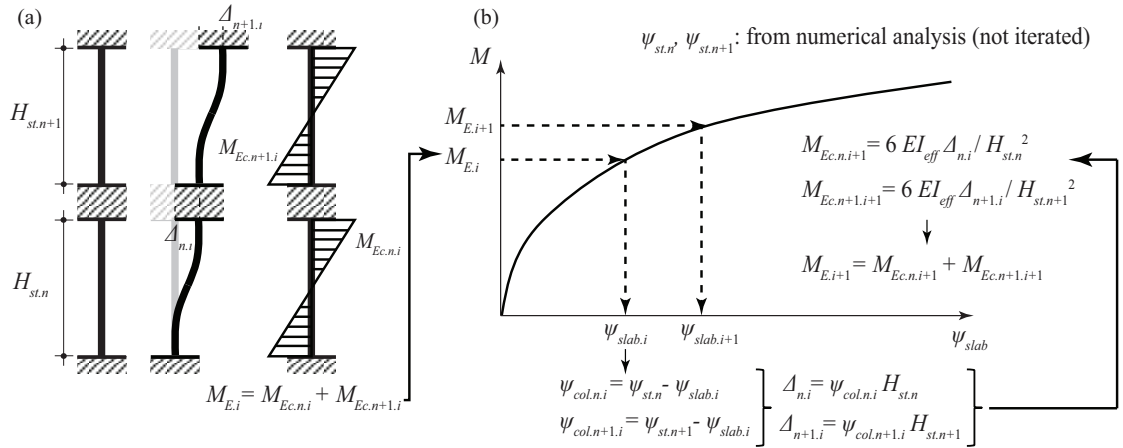 (a)
Δn+1.ι
Hst.n+1
MEc.n+1.i
Δn.ι
MEc.n.i
Hst.n
ME.i = MEc.n.i + MEc.n+1.i
(b)
ψst.n, ψst.n+1: from numerical analysis (not iterated)
M
ME.i+1
ME.i
MEc.n.i+1 = 6 EIeff Δn.i / Hst.n²
MEc.n+1.i+1 = 6 EIeff Δn+1.i / Hst.n+1²
ME.i+1 = MEc.n.i+1 + MEc.n+1.i+1
ψslab.i
ψslab.i+1
ψslab
ψcol.n.i = ψst.n - ψslab.i
Δn.i = ψcol.n.i Hst.n
ψcol.n+1.i = ψst.n+1 - ψslab.i
Δn+1.i = ψcol.n+1.i Hst.n+1